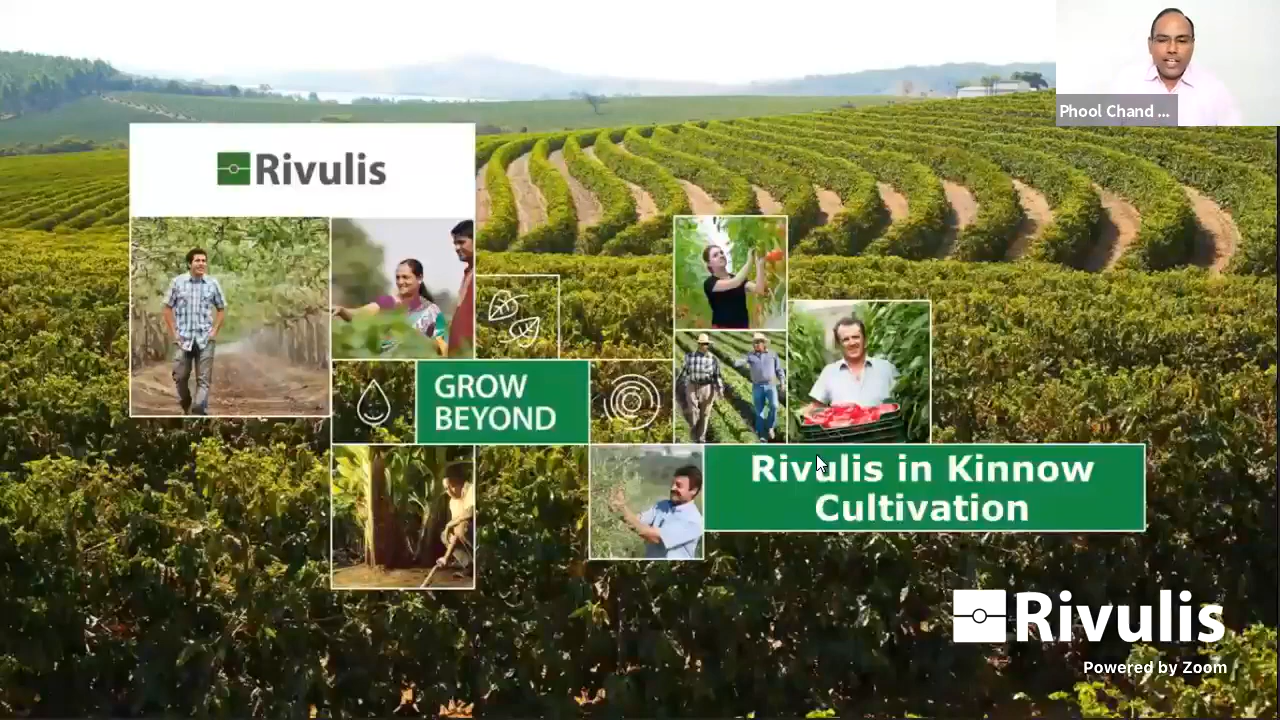 Phool Chand ...
Rivulis
GROW
BEYOND
Rivulis in Kinnow
Cultivation
Rivulis
Powered by Zoom